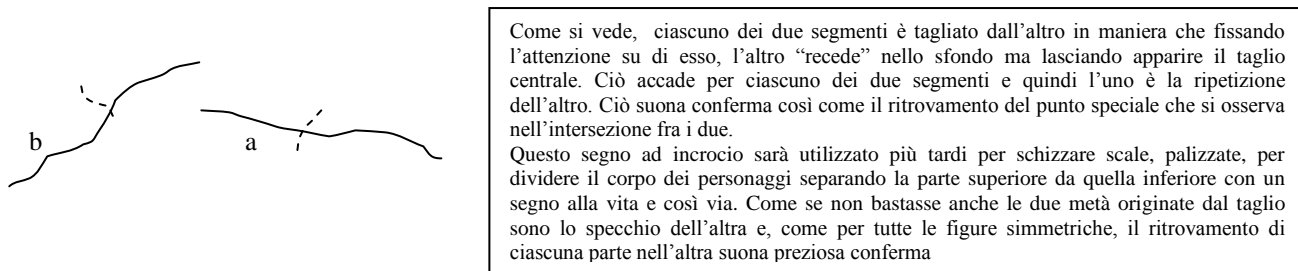 b
a
Come si vede, ciascuno dei due segmenti è tagliato dall'altro in maniera che fissando
l'attenzione su di esso, l'altro “recede” nello sfondo ma lasciando apparire il taglio
centrale. Ciò accade per ciascuno dei due segmenti e quindi l'uno è la ripetizione
dell'altro. Ciò suona conferma così come il ritrovamento del punto speciale che si osserva
nell'intersezione fra i due.
Questo segno ad incrocio sarà utilizzato più tardi per schizzare scale, palizzate, per
dividere il corpo dei personaggi separando la parte superiore da quella inferiore con un
segno alla vita e così via. Come se non bastasse anche le due metà originate dal taglio
sono lo specchio dell'altra e, come per tutte le figure simmetriche, il ritrovamento di
ciascuna parte nell'altra suona preziosa conferma